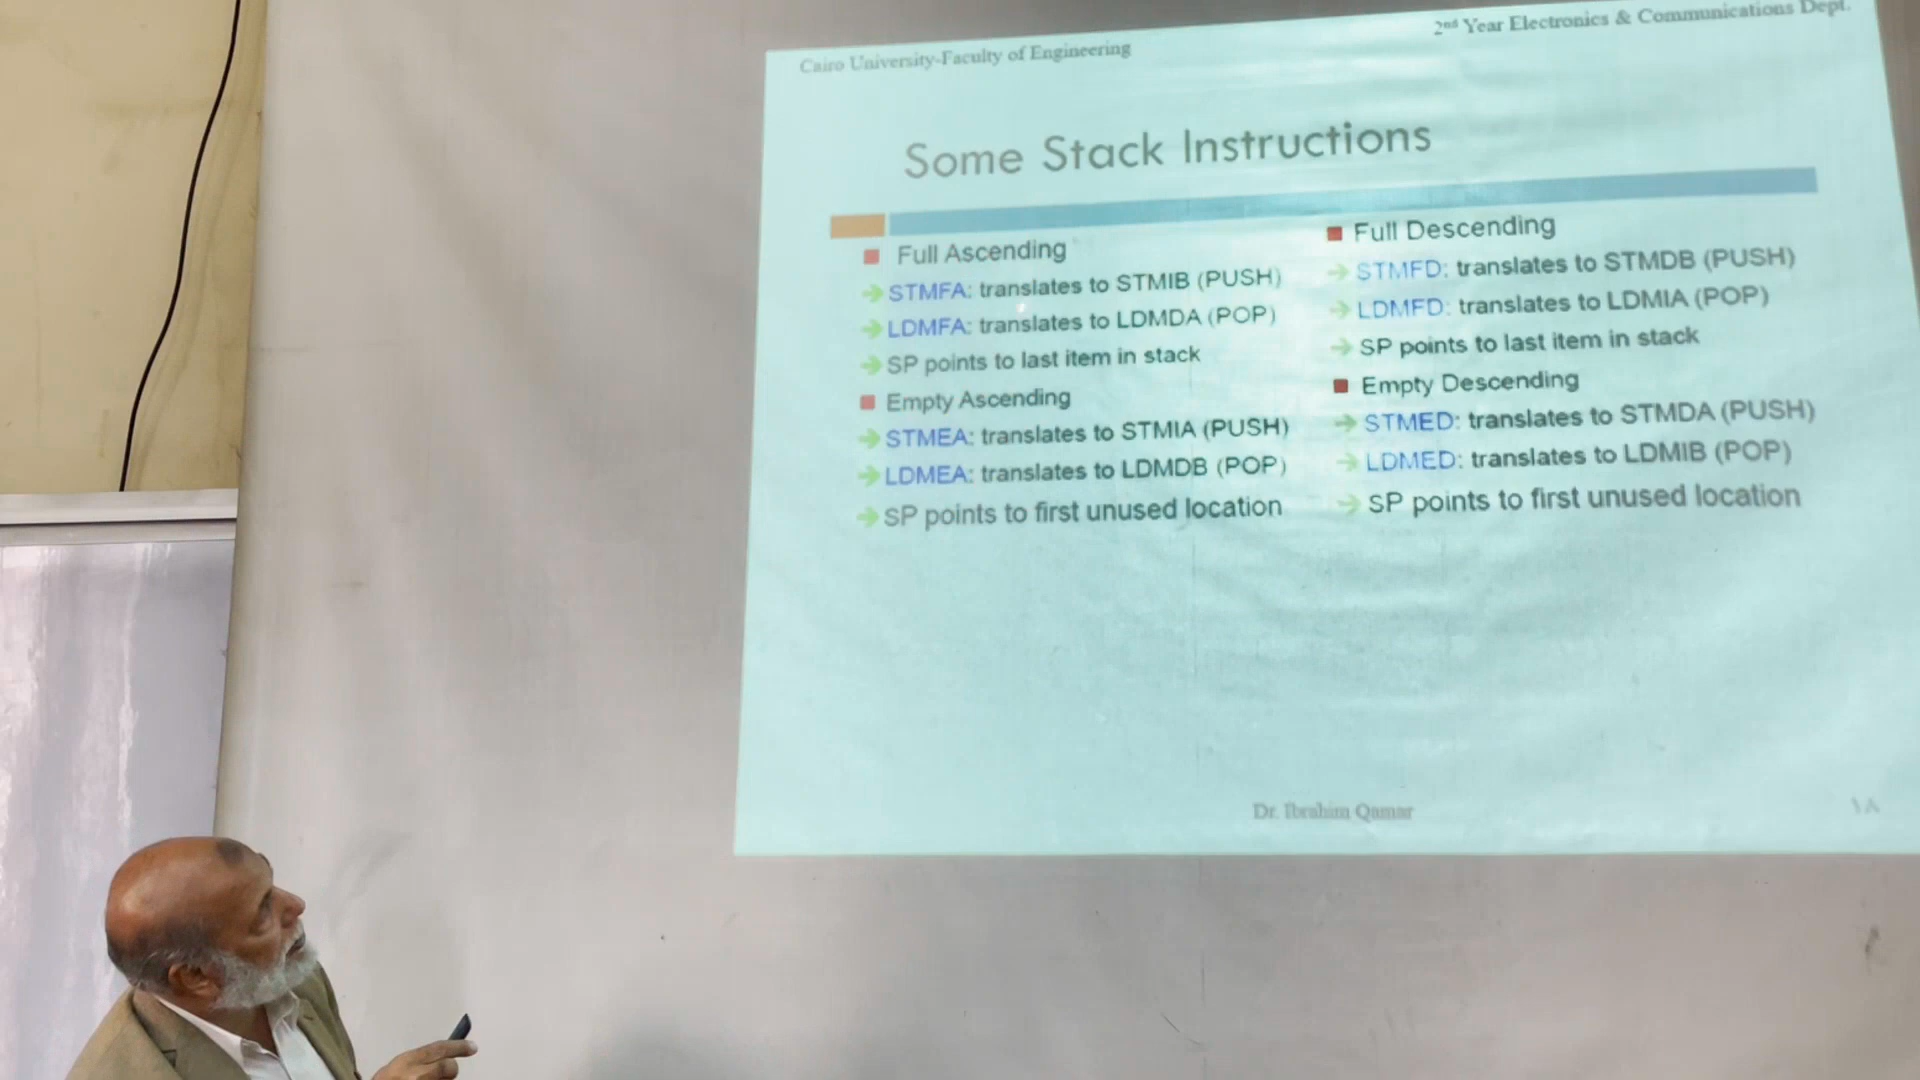 Cairo University-Faculty of Engineering
2nd Year Electronics & Communications Dept.
Some Stack Instructions
Full Ascending
STMFA: translates to STMIB (PUSH)
LDMFA: translates to LDMDA (POP)
SP points to last item in stack
Empty Ascending
STMEA: translates to STMIA (PUSH)
LDMEA: translates to LDMDB (POP)
SP points to first unused location
Full Descending
STMFD: translates to STMDB (PUSH)
LDMFD: translates to LDMIA (POP)
SP points to last item in stack
Empty Descending
STMED: translates to STMDA (PUSH)
LDMED: translates to LDMIB (POP)
SP points to first unused location
Dr. Ibrahim Qamar
١٨